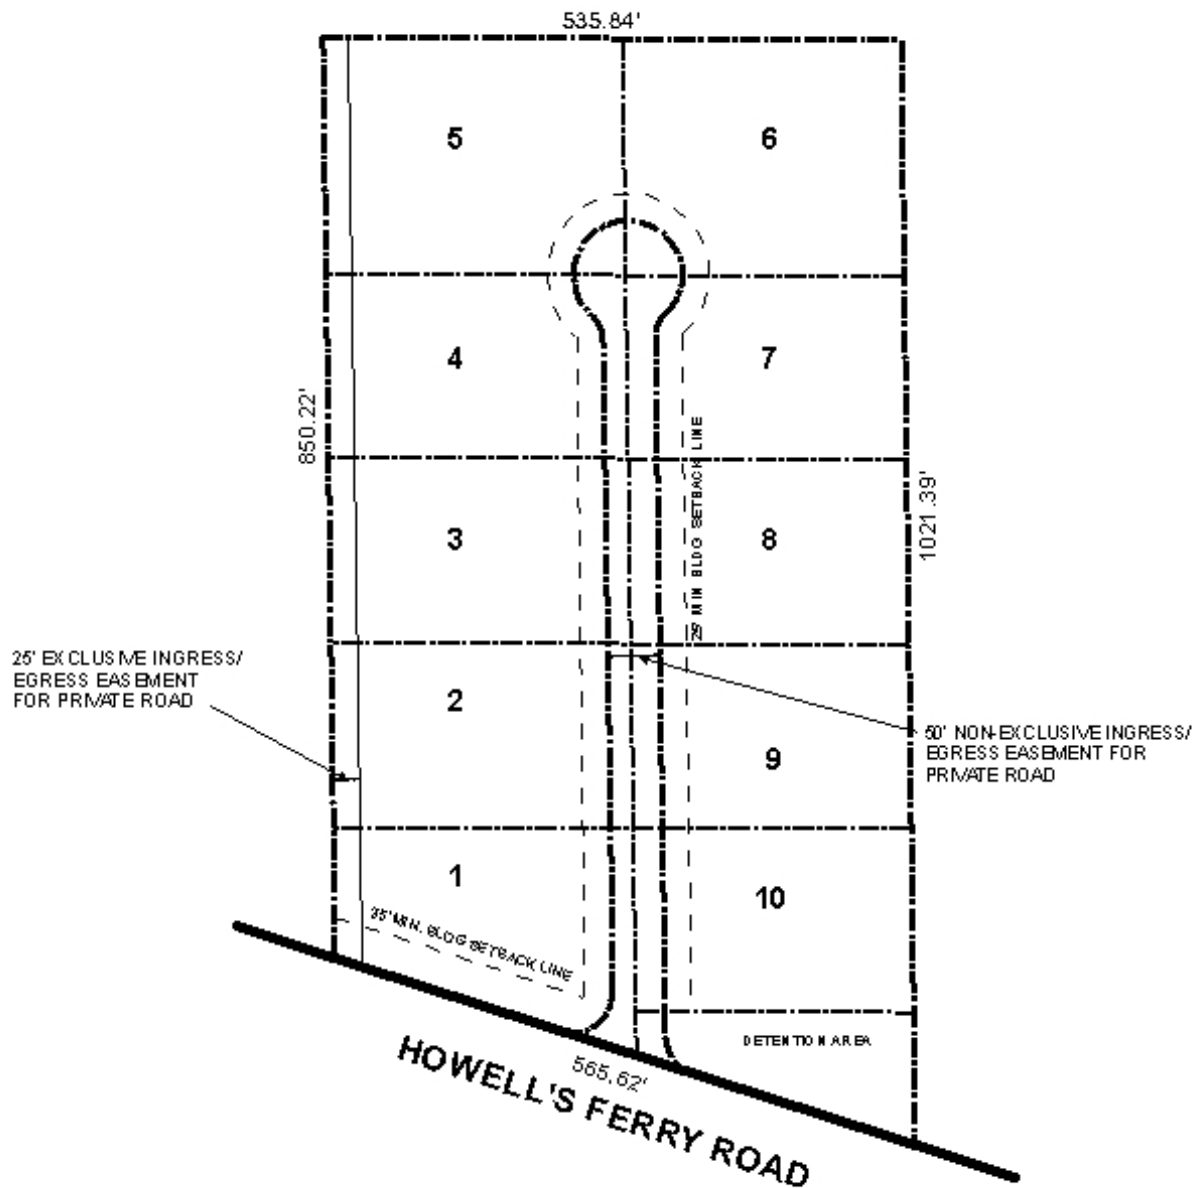 535.84'
5
6
4
7
850.22'
25' MIN BLDG SETBACK LINE
3
8
1021.39'
25' EXCLUSIVE INGRESS/
EGRESS EASEMENT
FOR PRIVATE ROAD
2
50' NON-EXCLUSIVE INGRESS/
EGRESS EASEMENT FOR
PRIVATE ROAD
9
1
10
35' MIN. BLDG SETBACK LINE
DETENTION AREA
565.62'
HOWELL'S FERRY ROAD